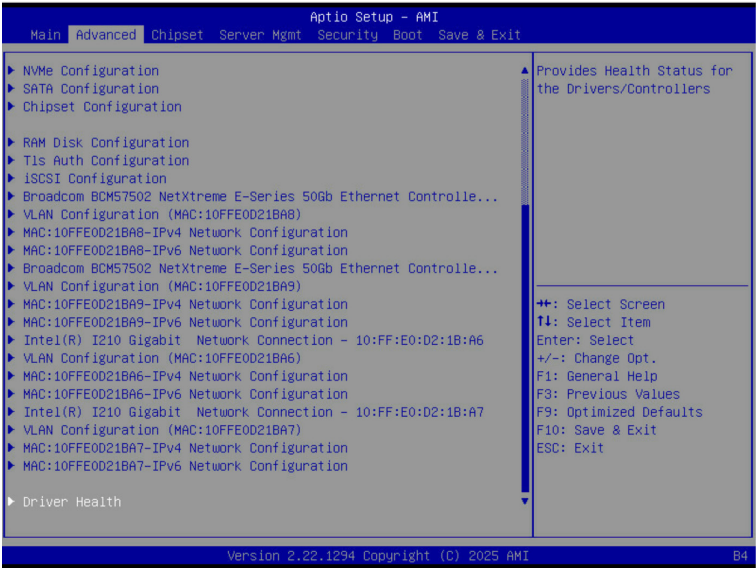 Aptio Setup – AMI
Main Advanced Chipset Server Mgmt Security Boot Save & Exit
NVMe Configuration
SATA Configuration
Chipset Configuration
RAM Disk Configuration
Tls Auth Configuration
iSCSI Configuration
Broadcom BCM57502 NetXtreme E-Series 50Gb Ethernet Controlle...
VLAN Configuration (MAC:10FFE0D21BA8)
MAC:10FFE0D21BA8-IPv4 Network Configuration
MAC:10FFE0D21BA8-IPv6 Network Configuration
Broadcom BCM57502 NetXtreme E-Series 50Gb Ethernet Controlle...
VLAN Configuration (MAC:10FFE0D21BA9)
MAC:10FFE0D21BA9-IPv4 Network Configuration
MAC:10FFE0D21BA9-IPv6 Network Configuration
Intel(R) I210 Gigabit  Network Connection - 10:FF:E0:D2:1B:A6
VLAN Configuration (MAC:10FFE0D21BA6)
MAC:10FFE0D21BA6-IPv4 Network Configuration
MAC:10FFE0D21BA6-IPv6 Network Configuration
Intel(R) I210 Gigabit  Network Connection - 10:FF:E0:D2:1B:A7
VLAN Configuration (MAC:10FFE0D21BA7)
MAC:10FFE0D21BA7-IPv4 Network Configuration
MAC:10FFE0D21BA7-IPv6 Network Configuration
Driver Health
Provides Health Status for
the Drivers/Controllers
→←: Select Screen
↑↓: Select Item
Enter: Select
+/-: Change Opt.
F1: General Help
F3: Previous Values
F9: Optimized Defaults
F10: Save & Exit
ESC: Exit
Version 2.22.1294 Copyright (C) 2025 AMI
B4